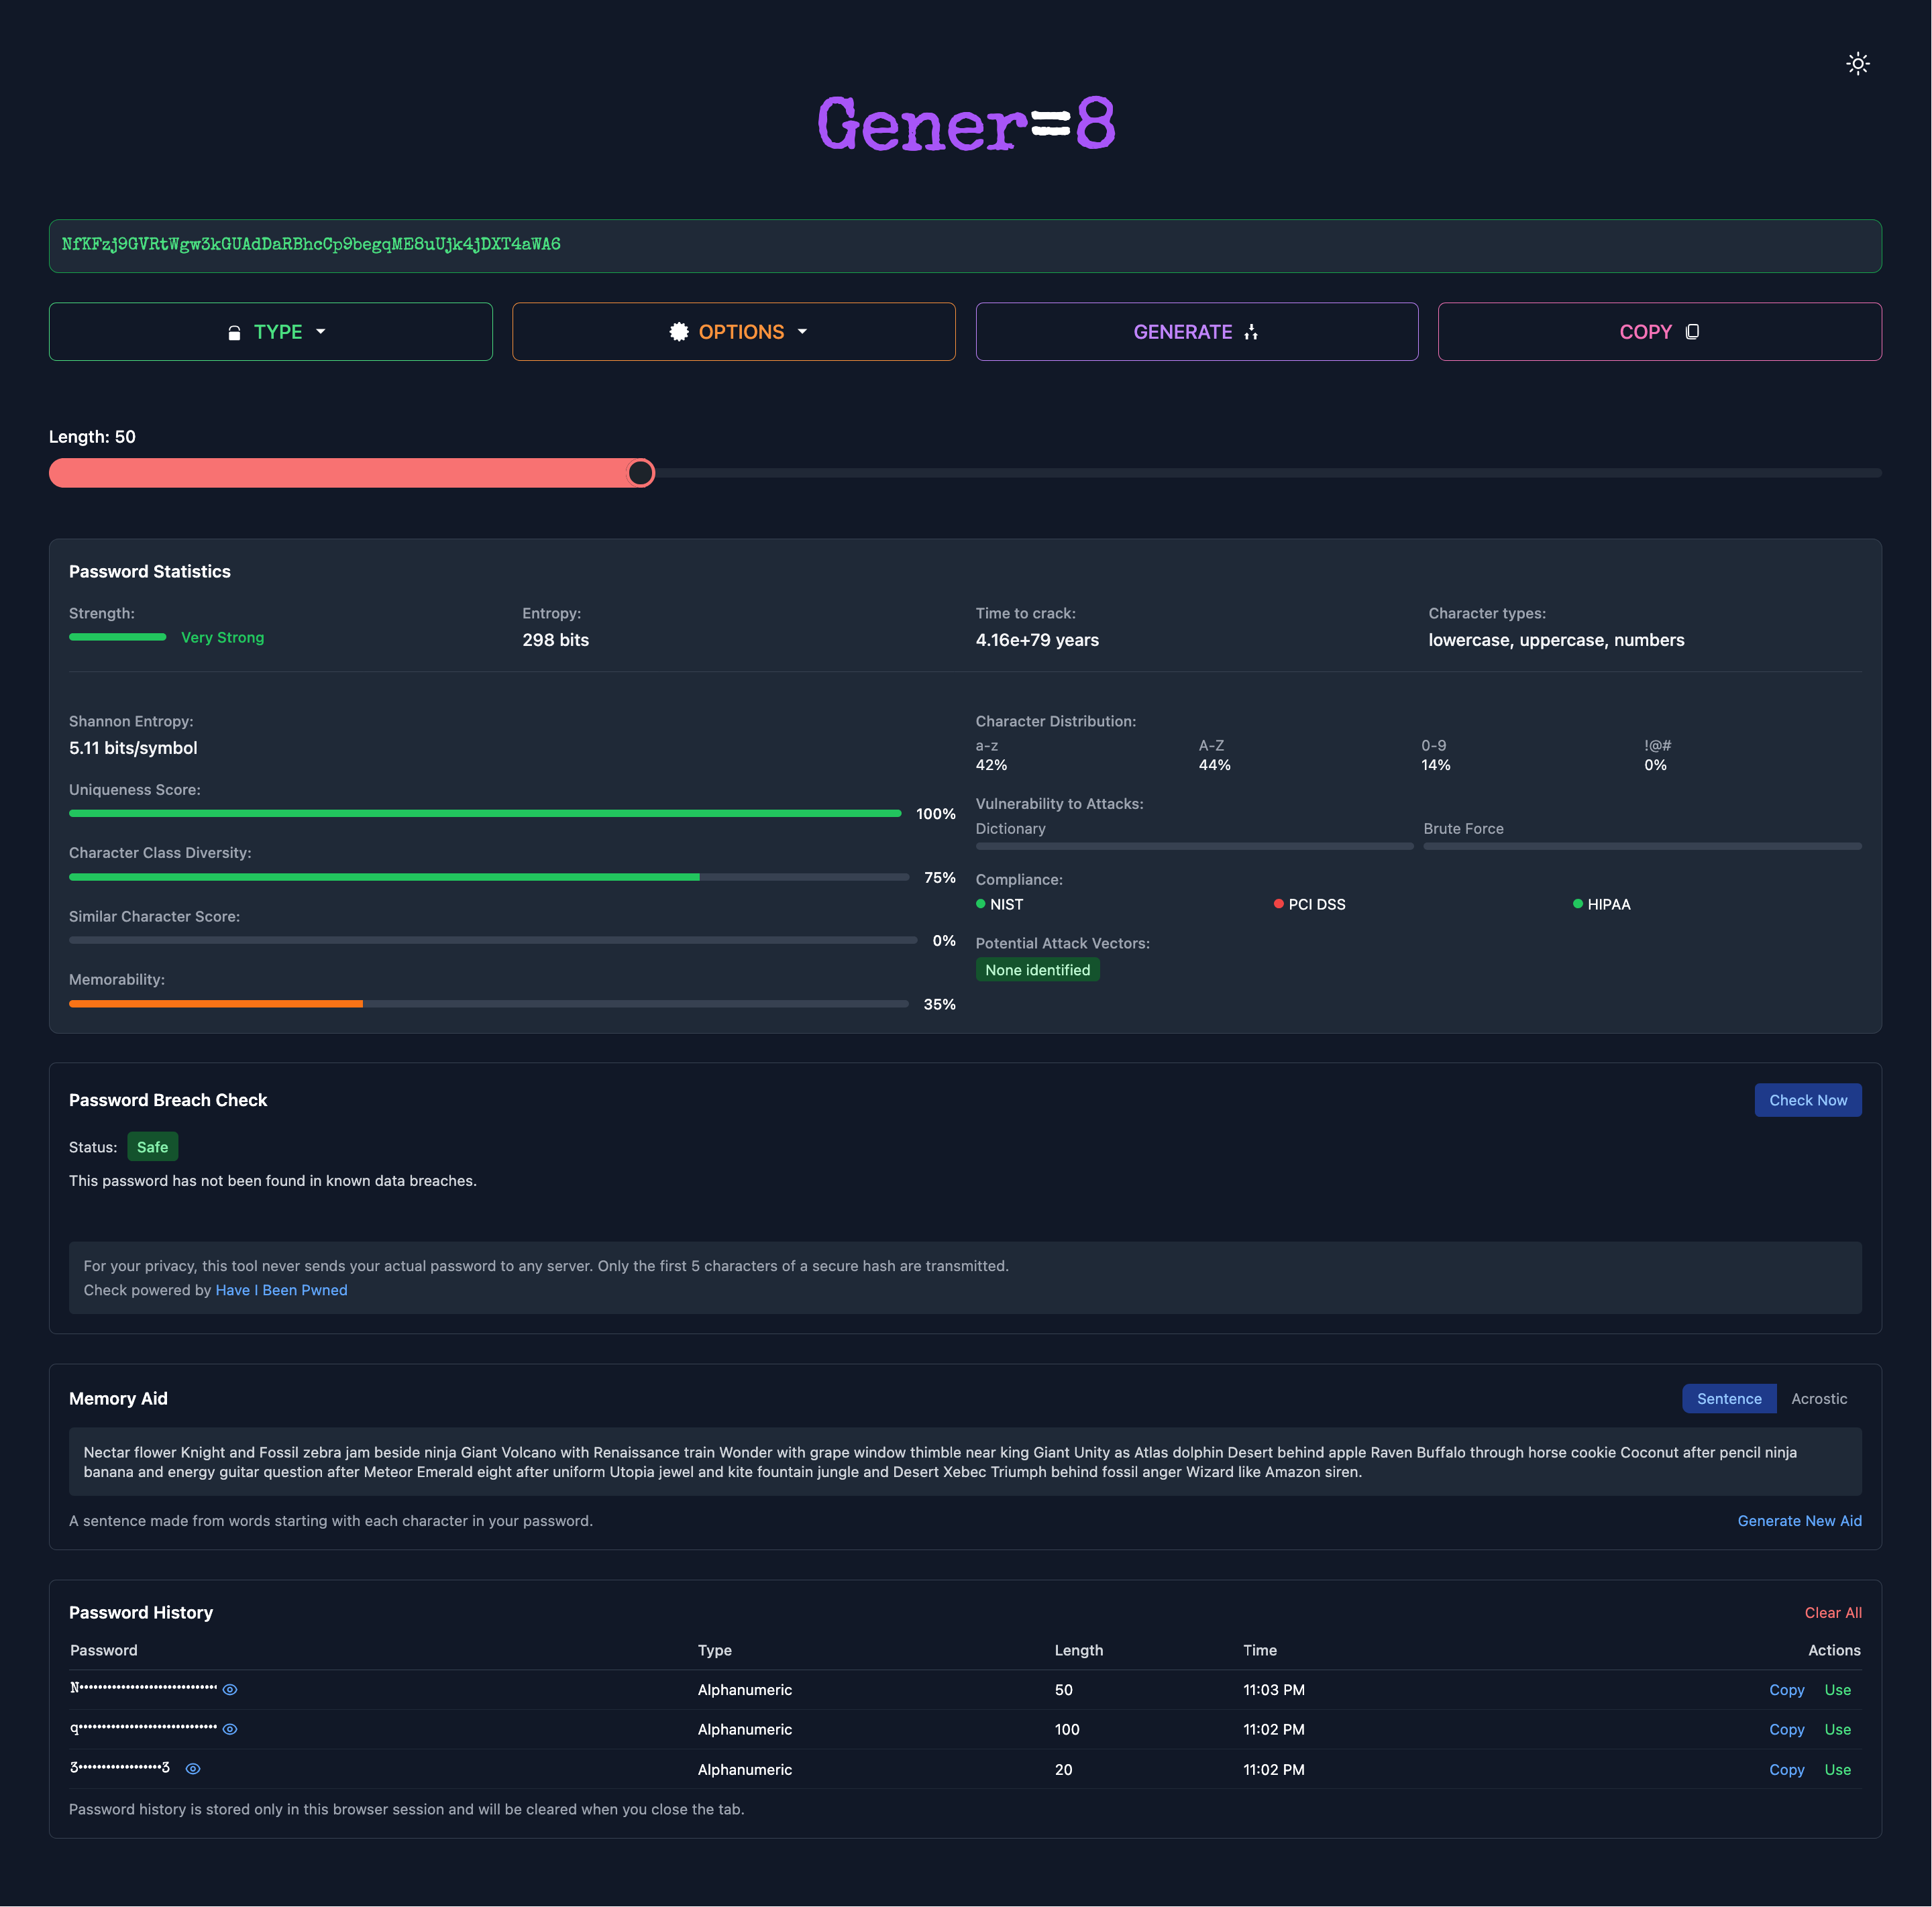 Gener=8
NfKFzj9GVRtWgw3kGUAdDaRBhcCp9begqME8uUjk4jDXT4aWA6
TYPE
OPTIONS
GENERATE
COPY
Length: 50
Password Statistics
Strength:
Very Strong
Entropy:
298 bits
Time to crack:
4.16e+79 years
Character types:
lowercase, uppercase, numbers
Shannon Entropy:
5.11 bits/symbol
Uniqueness Score:
100%
Character Class Diversity:
75%
Similar Character Score:
0%
Memorability:
35%
Character Distribution:
a-z
42%
A-Z
44%
0-9
14%
!@#
0%
Vulnerability to Attacks:
Dictionary
Brute Force
Compliance:
NIST
PCI DSS
HIPAA
Potential Attack Vectors:
None identified
Password Breach Check
Check Now
Status: Safe
This password has not been found in known data breaches.
For your privacy, this tool never sends your actual password to any server. Only the first 5 characters of a secure hash are transmitted.
Check powered by Have I Been Pwned
Memory Aid
Sentence
Acrostic
Nectar flower Knight and Fossil zebra jam beside ninja Giant Volcano with Renaissance train Wonder with grape window thimble near king Giant Unity as Atlas dolphin Desert behind apple Raven Buffalo through horse cookie Coconut after pencil ninja
banana and energy guitar question after Meteor Emerald eight after uniform Utopia jewel and kite fountain jungle and Desert Xebec Triumph behind fossil anger Wizard like Amazon siren.
A sentence made from words starting with each character in your password.
Generate New Aid
Password History
Clear All
Password Type Length Time Actions
N•••••••••••••••••••••••••••••• Alphanumeric 50 11:03 PM Copy Use
q•••••••••••••••••••••••••••••• Alphanumeric 100 11:02 PM Copy Use
3••••••••••••••••••3 Alphanumeric 20 11:02 PM Copy Use
Password history is stored only in this browser session and will be cleared when you close the tab.